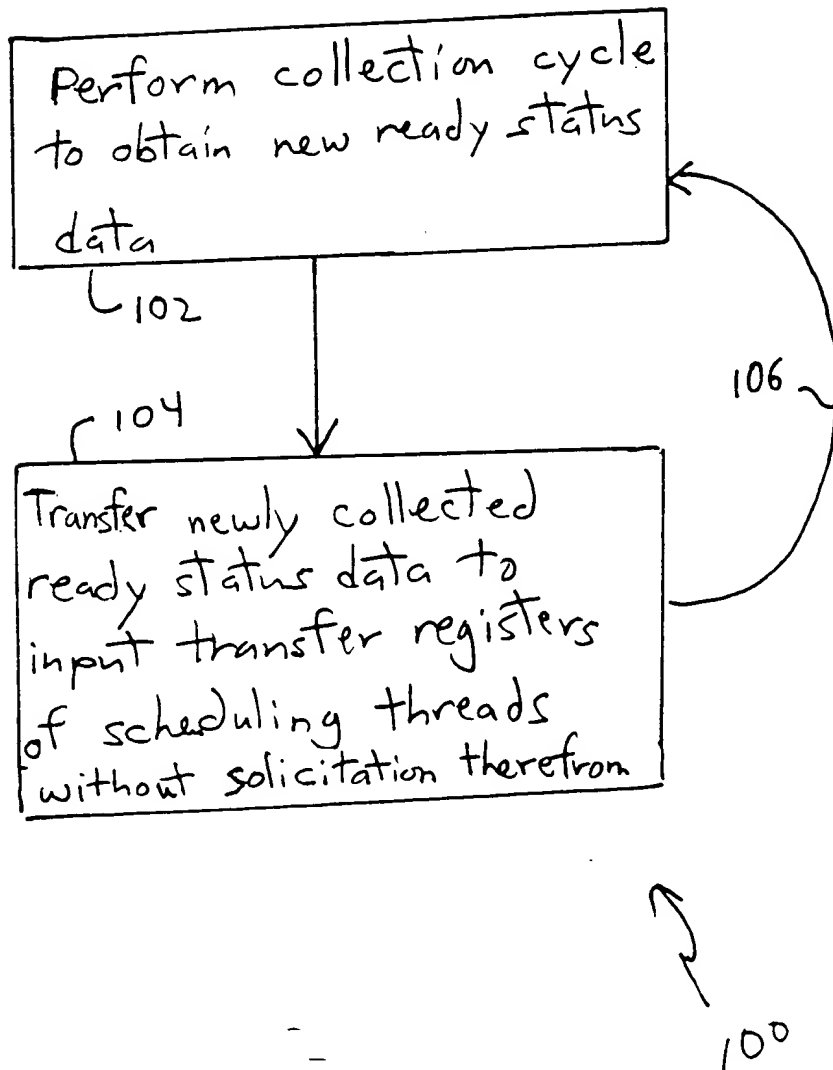 Perform collection cycle
to obtain new ready status
data
102
104
106
Transfer newly collected
ready status data to
input transfer registers
of scheduling threads
without solicitation therefrom
100